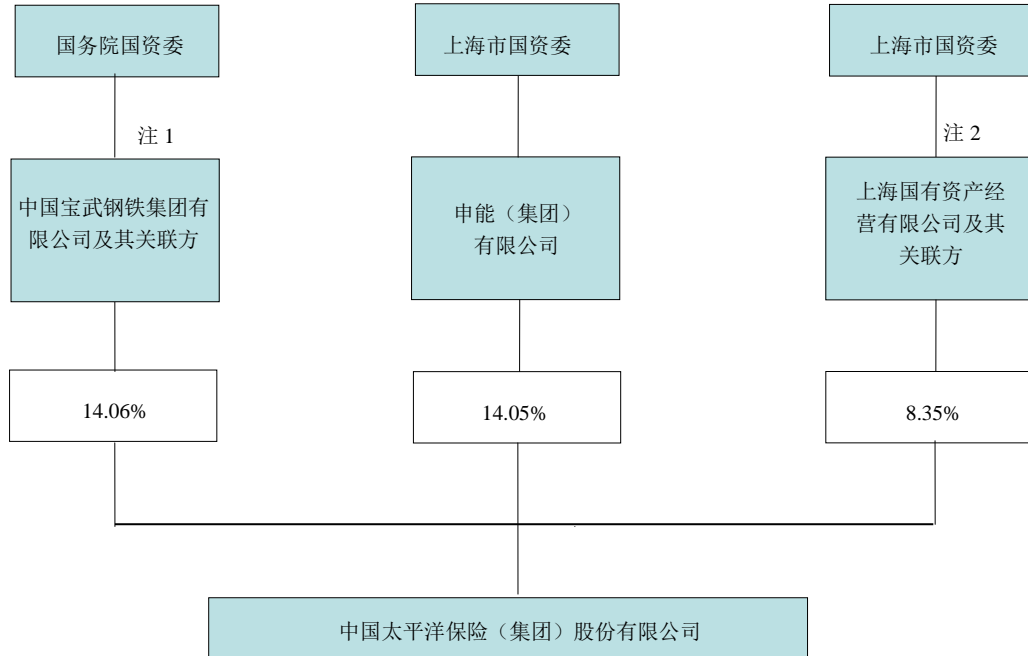 国务院国资委
上海市国资委
上海市国资委
注 1
注 2
中国宝武钢铁集团有
限公司及其关联方
申能（集团）
有限公司
上海国有资产经
营有限公司及其
关联方
14.06%
14.05%
8.35%
中国太平洋保险（集团）股份有限公司